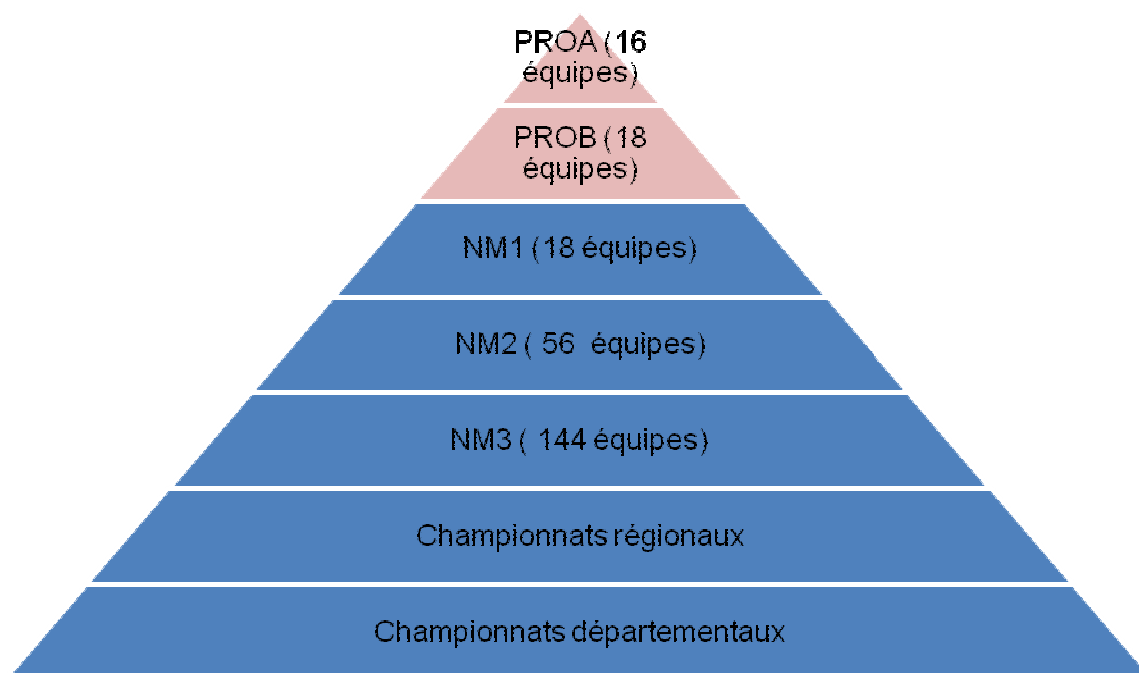 PROA (16
équipes)
PROB (18
équipes)
NM1 (18 équipes)
NM2 ( 56 équipes)
NM3 ( 144 équipes)
Championnats régionaux
Championnats départementaux